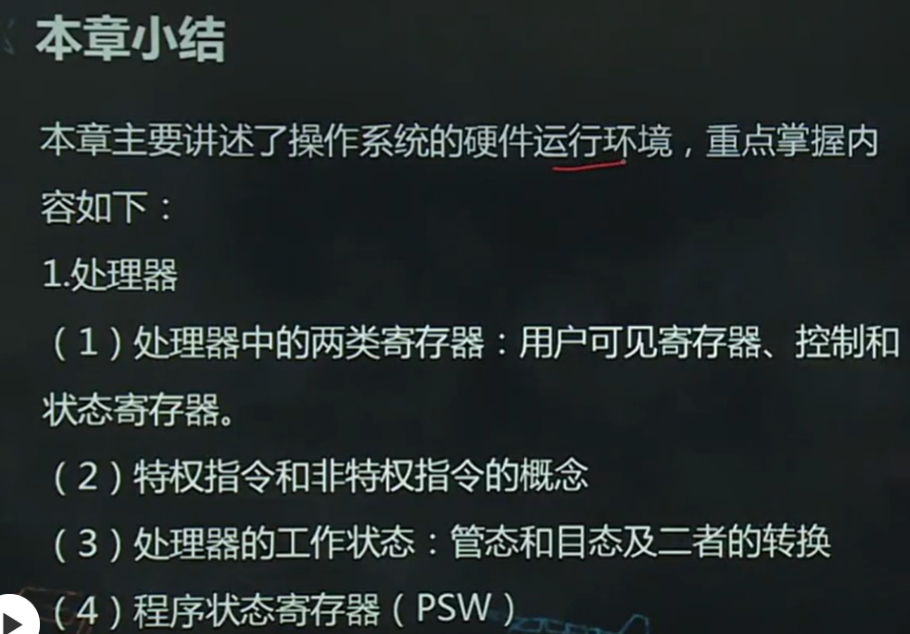 本章小结
本章主要讲述了操作系统的硬件运行环境，重点掌握内
容如下：
1.处理器
（1）处理器中的两类寄存器：用户可见寄存器、控制和
状态寄存器。
（2）特权指令和非特权指令的概念
（3）处理器的工作状态：管态和目态及二者的转换
（4）程序状态寄存器（PSW）